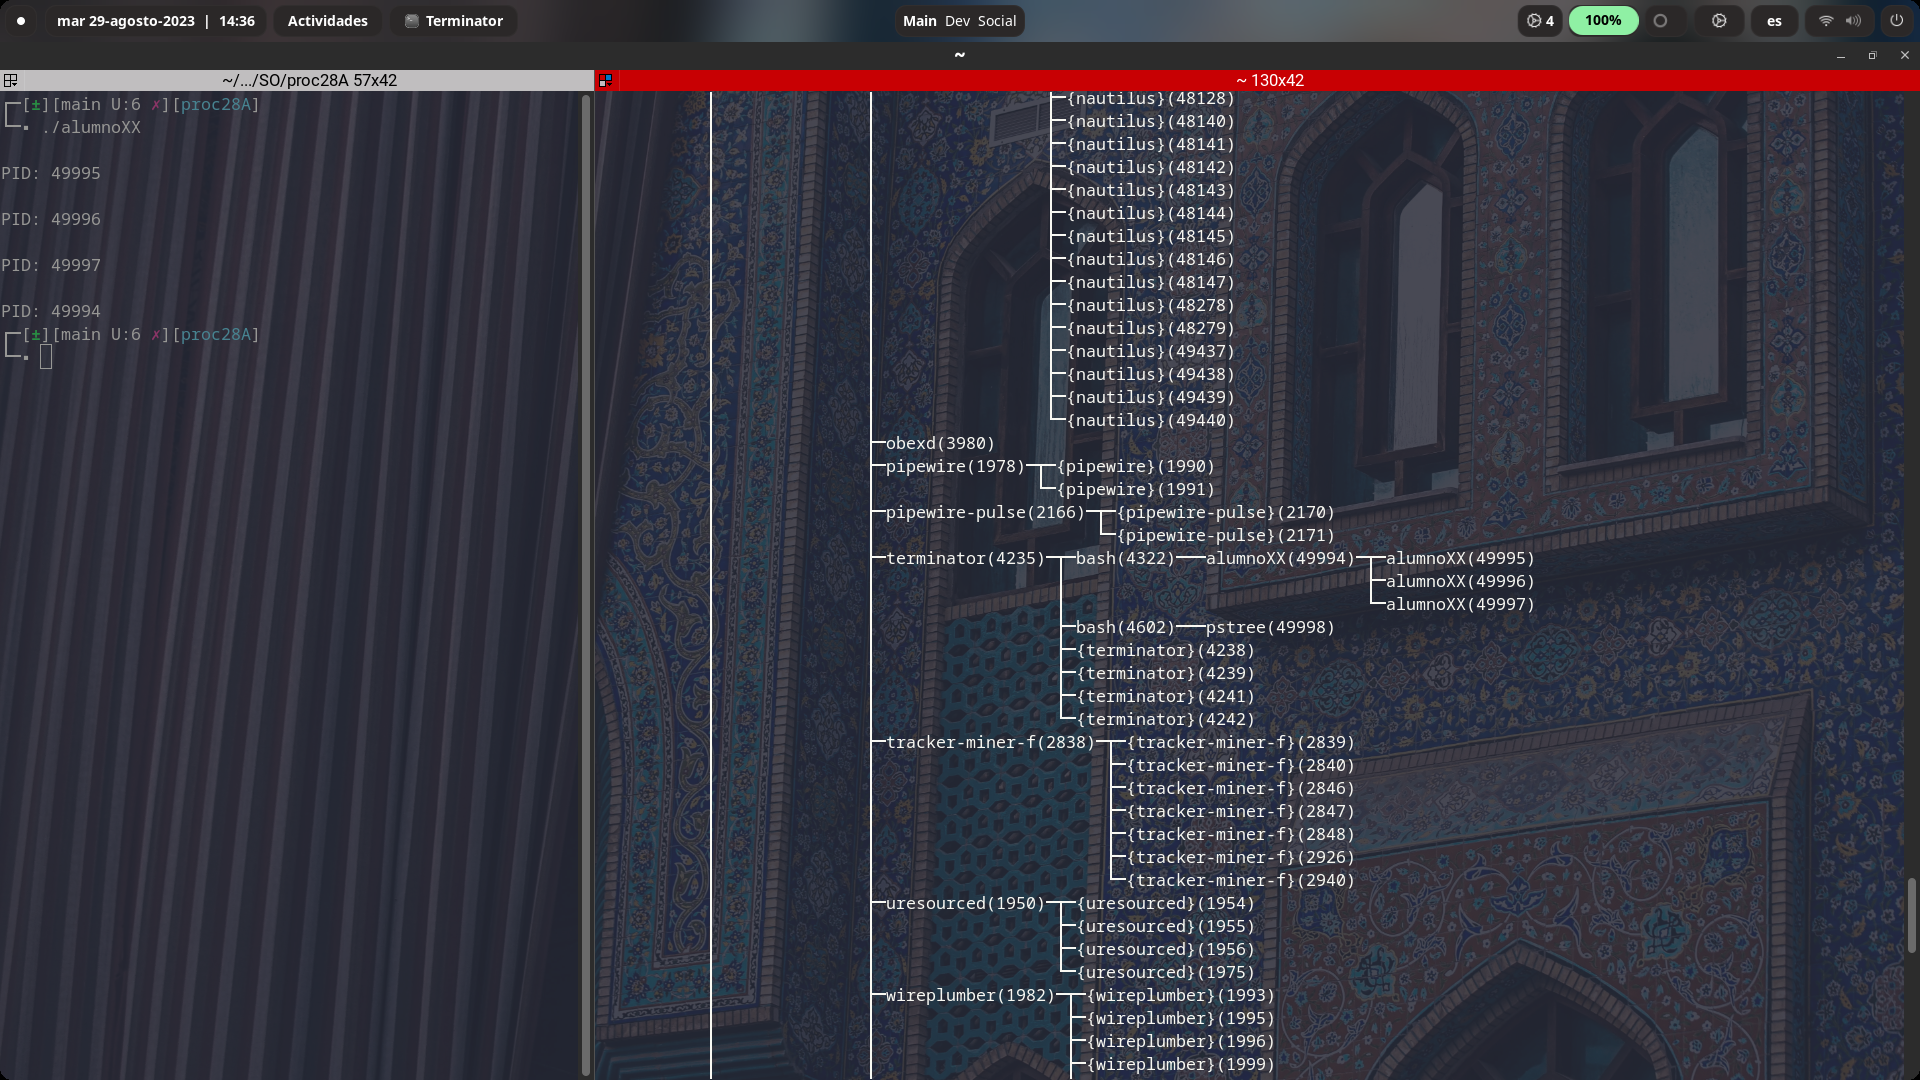 mar 29-agosto-2023 | 14:36 Actividades Terminator Main Dev Social 4 100% es
~
~/.../SO/proc28A 57x42
[±][main U:6 ✗][proc28A]
./alumnoXX
PID: 49995
PID: 49996
PID: 49997
PID: 49994
[±][main U:6 ✗][proc28A]
~ 130x42
{nautilus}(48128)
{nautilus}(48140)
{nautilus}(48141)
{nautilus}(48142)
{nautilus}(48143)
{nautilus}(48144)
{nautilus}(48145)
{nautilus}(48146)
{nautilus}(48147)
{nautilus}(48278)
{nautilus}(48279)
{nautilus}(49437)
{nautilus}(49438)
{nautilus}(49439)
{nautilus}(49440)
obexd(3980)
pipewire(1978) {pipewire}(1990)
{pipewire}(1991)
pipewire-pulse(2166) {pipewire-pulse}(2170)
{pipewire-pulse}(2171)
terminator(4235) bash(4322) alumnoXX(49994) alumnoXX(49995)
alumnoXX(49996)
alumnoXX(49997)
bash(4602) pstree(49998)
{terminator}(4238)
{terminator}(4239)
{terminator}(4241)
{terminator}(4242)
tracker-miner-f(2838) {tracker-miner-f}(2839)
{tracker-miner-f}(2840)
{tracker-miner-f}(2846)
{tracker-miner-f}(2847)
{tracker-miner-f}(2848)
{tracker-miner-f}(2926)
{tracker-miner-f}(2940)
uresourced(1950) {uresourced}(1954)
{uresourced}(1955)
{uresourced}(1956)
{uresourced}(1975)
wireplumber(1982) {wireplumber}(1993)
{wireplumber}(1995)
{wireplumber}(1996)
{wireplumber}(1999)